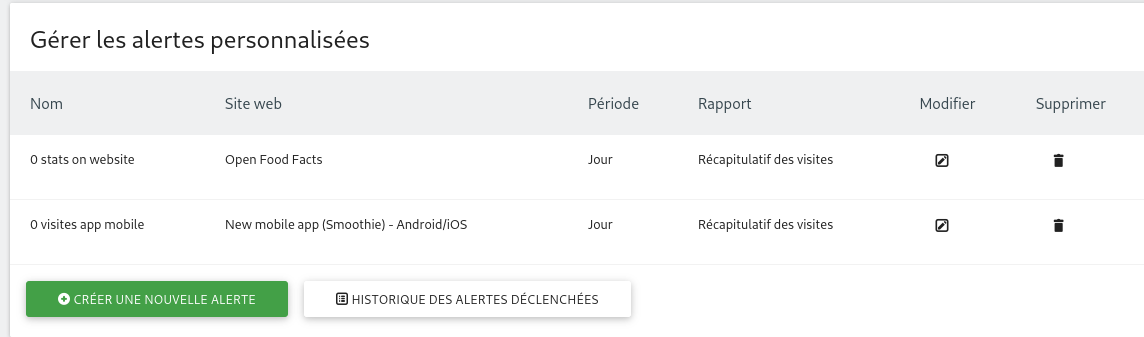 Gérer les alertes personnalisées
Nom Site web Période Rapport Modifier Supprimer
0 stats on website Open Food Facts Jour Récapitulatif des visites
0 visites app mobile New mobile app (Smoothie) - Android/iOS Jour Récapitulatif des visites
CRÉER UNE NOUVELLE ALERTE HISTORIQUE DES ALERTES DÉCLENCHÉES